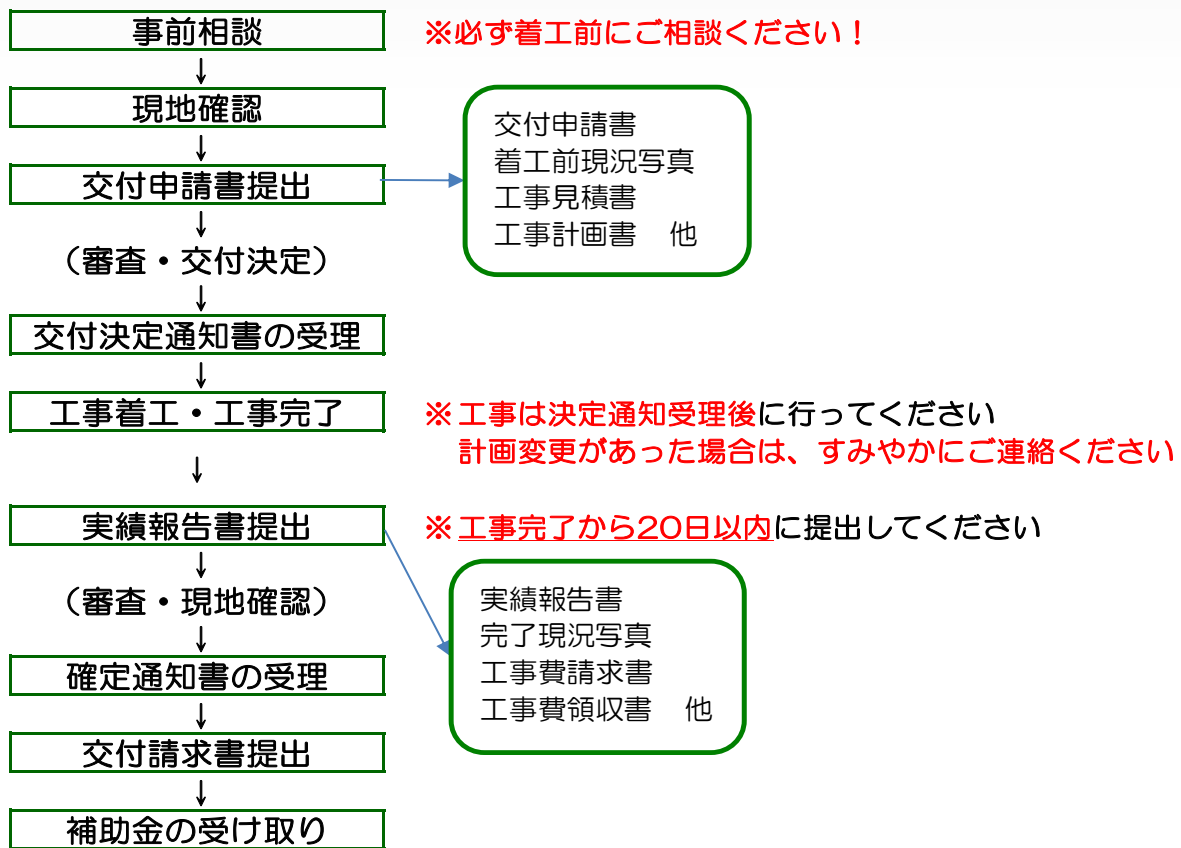 事前相談 ※必ず着工前にご相談ください！
↓
現地確認
↓
交付申請書提出
交付申請書
着工前現況写真
工事見積書
工事計画書　他
↓
（審査・交付決定）
↓
交付決定通知書の受理
↓
工事着工・工事完了 ※工事は決定通知受理後に行ってください
計画変更があった場合は、すみやかにご連絡ください
↓
実績報告書提出 ※工事完了から20日以内に提出してください
実績報告書
完了現況写真
工事費請求書
工事費領収書　他
↓
（審査・現地確認）
↓
確定通知書の受理
↓
交付請求書提出
↓
補助金の受け取り